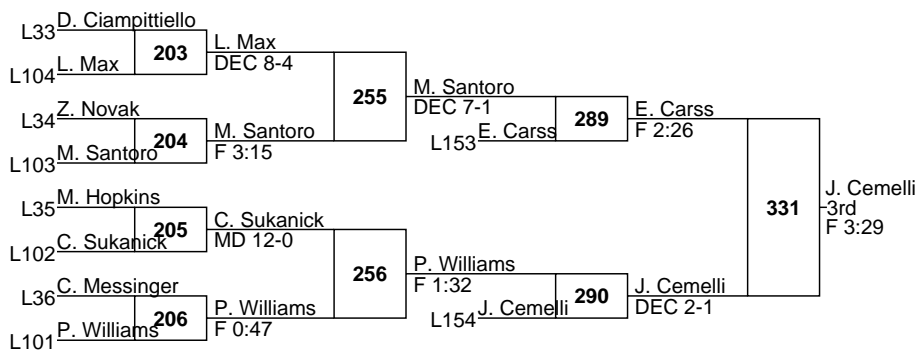 D. Ciampittiello
L33
203
L. Max
DEC 8-4
L. Max
L104
255
M. Santoro
DEC 7-1
Z. Novak
L34
204
M. Santoro
F 3:15
M. Santoro
L103
289
E. Carss
F 2:26
E. Carss
L153
M. Hopkins
L35
205
C. Sukanick
MD 12-0
C. Sukanick
L102
331
J. Cemelli
3rd
F 3:29
256
P. Williams
F 1:32
C. Messinger
L36
206
P. Williams
F 0:47
P. Williams
L101
290
J. Cemelli
DEC 2-1
J. Cemelli
L154